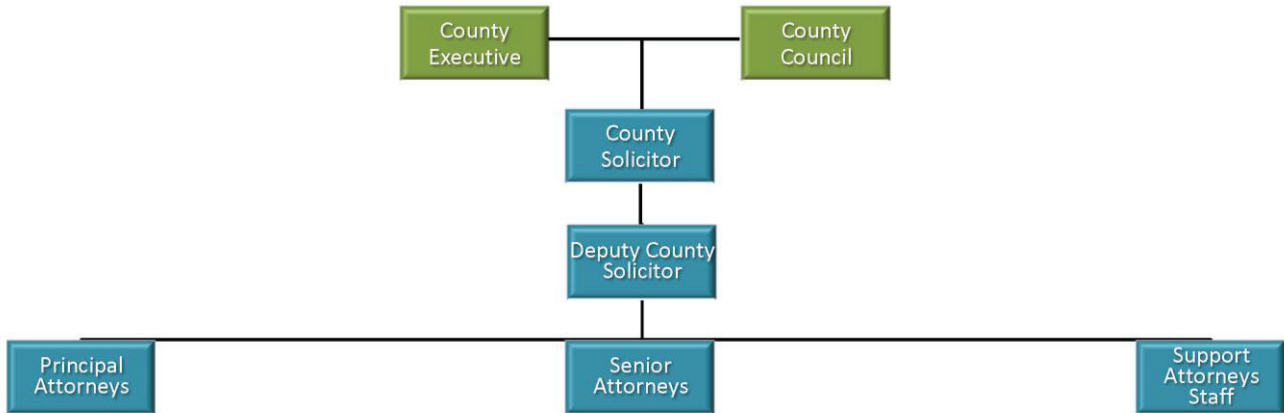 County
Executive
County
Council
County
Solicitor
Deputy County
Solicitor
Principal
Attorneys
Senior
Attorneys
Support
Attorneys
Staff